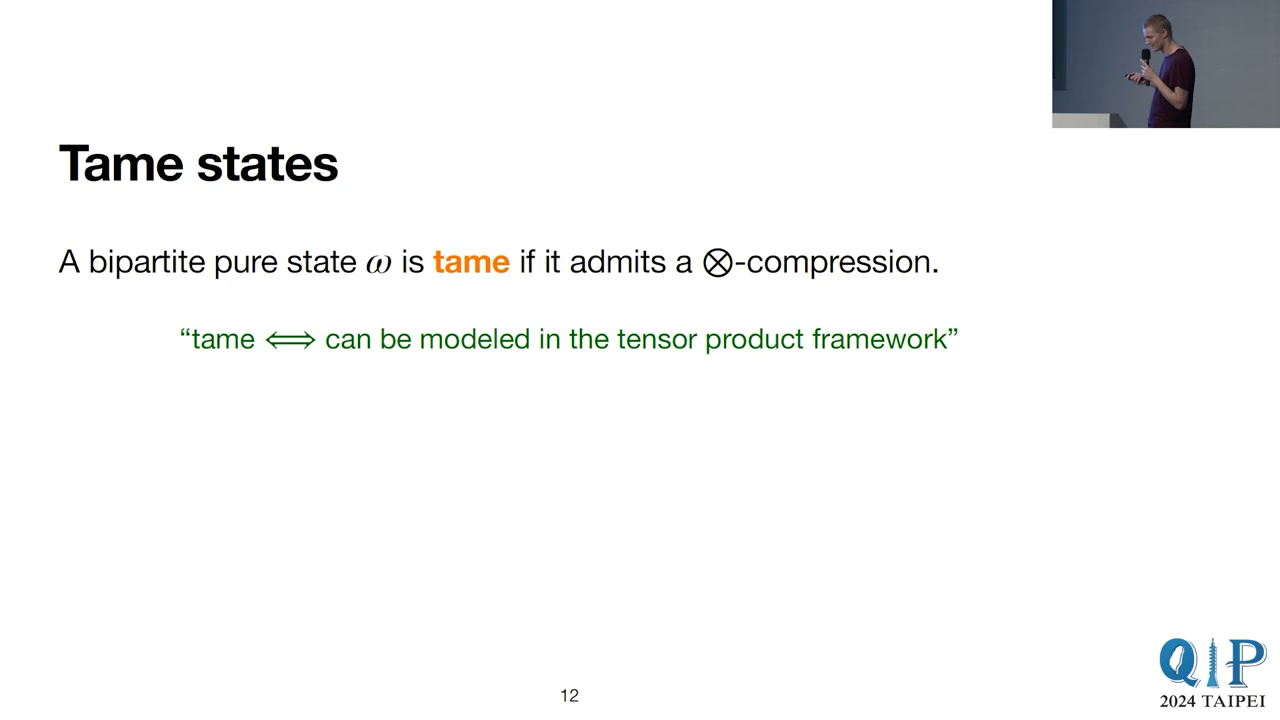 Tame states
A bipartite pure state ω is tame if it admits a ⊗-compression.
“tame ⟺ can be modeled in the tensor product framework”
12
QIP
2024 TAIPEI